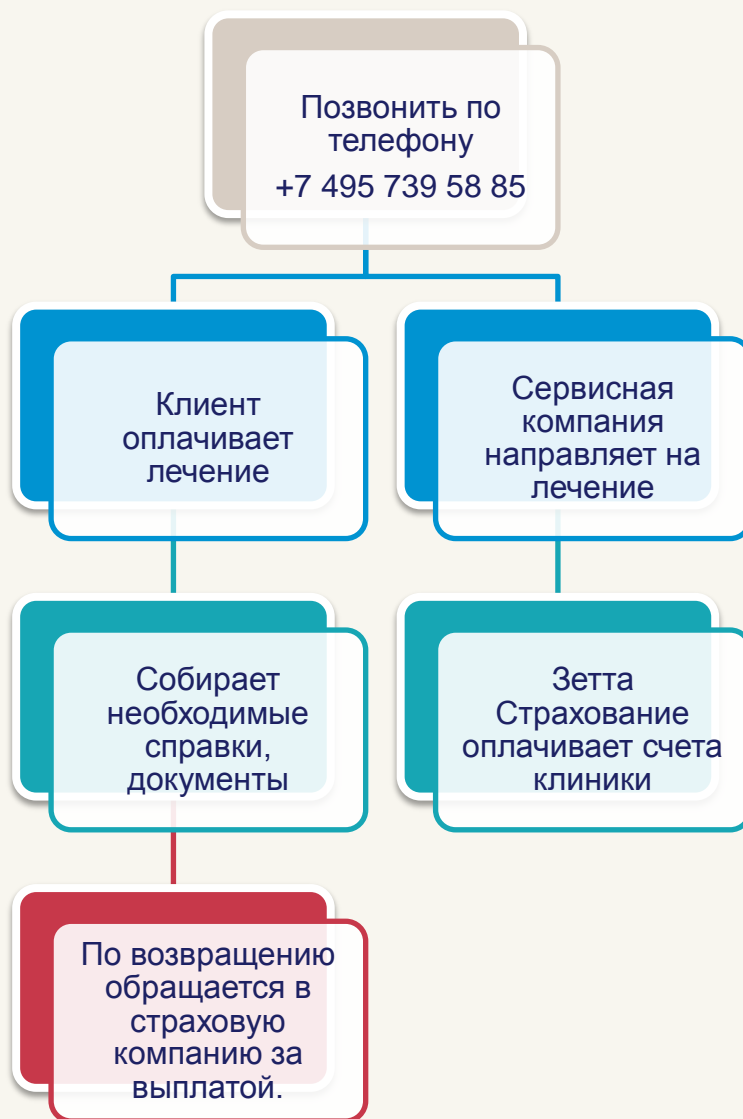 Позвонить по
телефону
+7 495 739 58 85
Клиент
оплачивает
лечение
Сервисная
компания
направляет на
лечение
Собирает
необходимые
справки,
документы
Зетта
Страхование
оплачивает счета
клиники
По возвращению
обращается в
страховую
компанию за
выплатой.